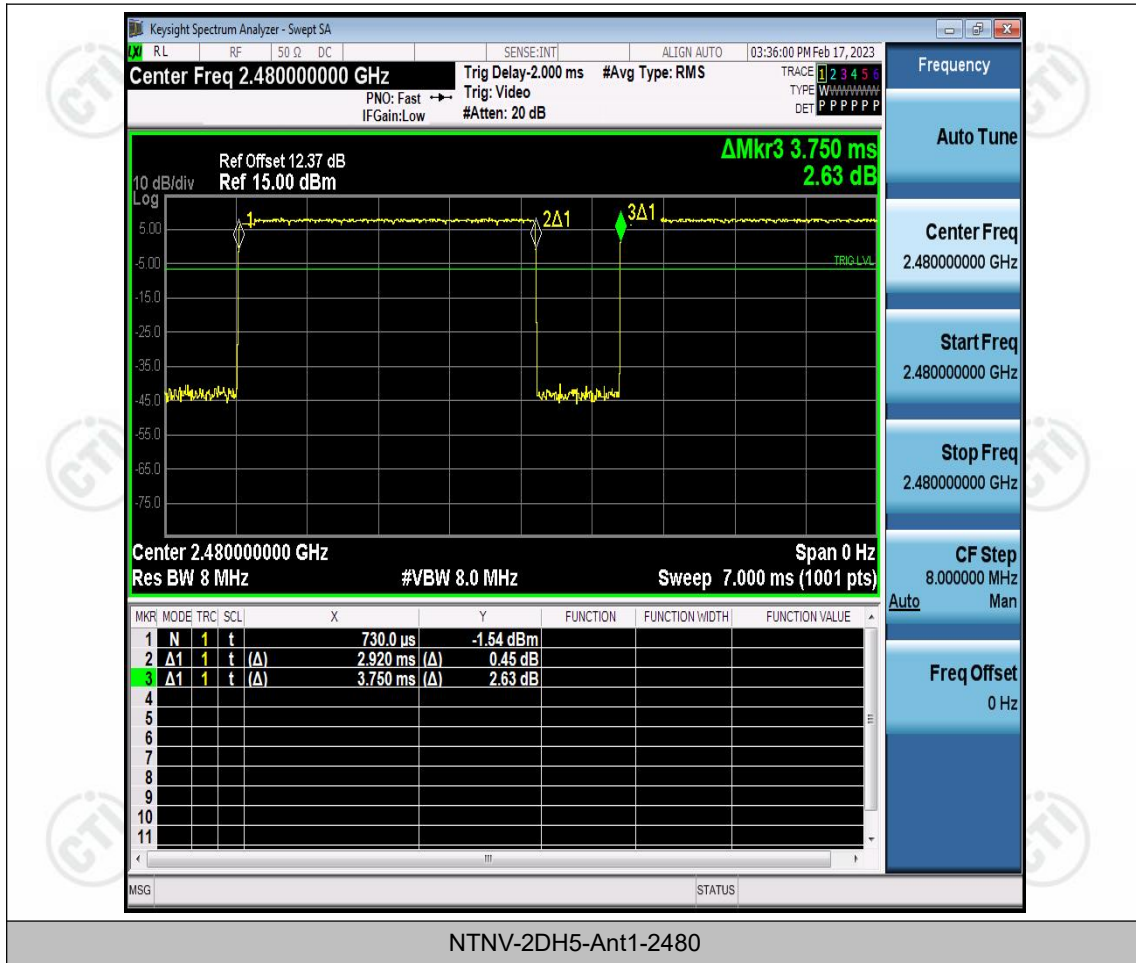 Keysight Spectrum Analyzer - Swept SA
LXI RL RF 50 Ω DC SENSE:INT ALIGN AUTO 03:36:00 PM Feb 17, 2023
Center Freq 2.480000000 GHz
PNO: Fast
IFGain:Low
Trig Delay-2.000 ms
Trig: Video
#Atten: 20 dB
#Avg Type: RMS
TRACE 1 2 3 4 5 6
TYPE WWWWWWW
DET P P P P P P
ΔMkr3 3.750 ms
2.63 dB
Ref Offset 12.37 dB
10 dB/div Ref 15.00 dBm
Log
1
2Δ1
3Δ1
5.00
-5.00
TRIG LVL
-15.0
-25.0
-35.0
-45.0
-55.0
-65.0
-75.0
Center 2.480000000 GHz Span 0 Hz
Res BW 8 MHz #VBW 8.0 MHz Sweep 7.000 ms (1001 pts)
MKR MODE TRC SCL X Y FUNCTION FUNCTION WIDTH FUNCTION VALUE
1 N 1 t 730.0 µs -1.54 dBm
2 Δ1 1 t (Δ) 2.920 ms (Δ) 0.45 dB
3 Δ1 1 t (Δ) 3.750 ms (Δ) 2.63 dB
4
5
6
7
8
9
10
11
MSG STATUS
Frequency
Auto Tune
Center Freq
2.480000000 GHz
Start Freq
2.480000000 GHz
Stop Freq
2.480000000 GHz
CF Step
8.000000 MHz
Auto Man
Freq Offset
0 Hz
CTI
CTI
CTI
CTI
CTI
CTI
NTNV-2DH5-Ant1-2480